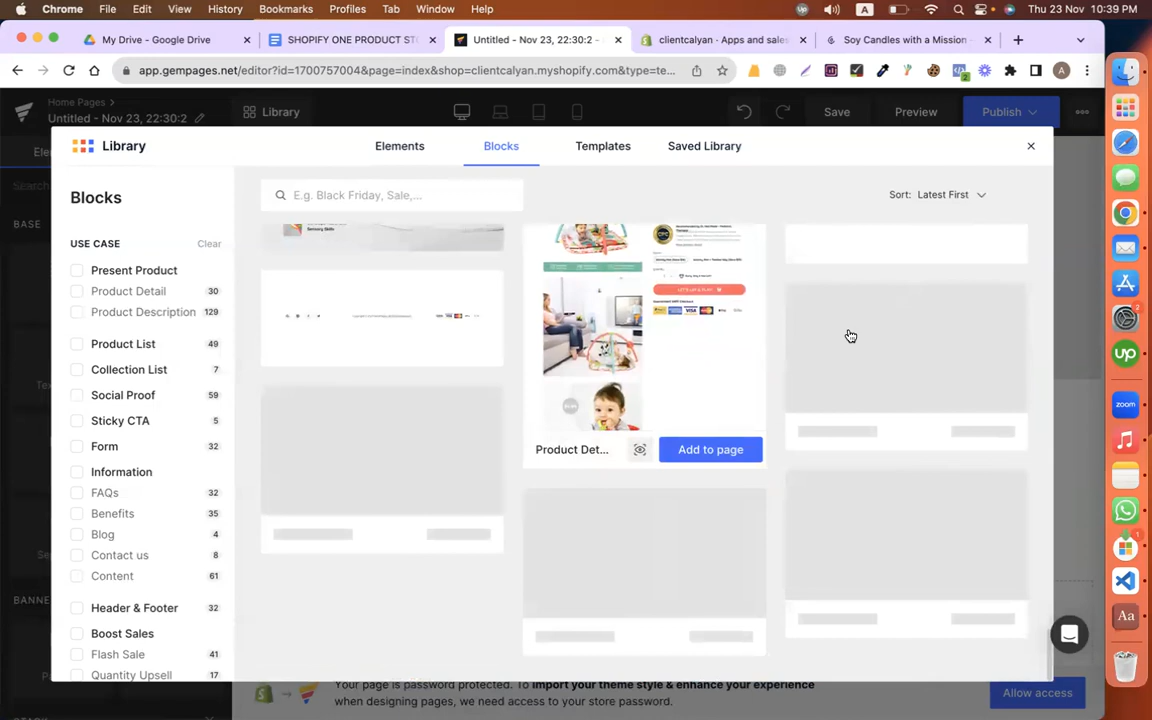 Chrome File Edit View History Bookmarks Profiles Tab Window Help A Thu 23 Nov 10:39 PM
My Drive - Google Drive SHOPIFY ONE PRODUCT ST Untitled - Nov 23, 22:30:2 - clientcalyan · Apps and sales Soy Candles with a Mission
app.gempages.net/editor?id=1700757004&page=index&shop=clientcalyan.myshopify.com&type=te... A
Home Pages
Untitled - Nov 23, 22:30:2 Library Save Preview Publish
Library Elements Blocks Templates Saved Library
Blocks
E.g. Black Friday, Sale,...
Sort: Latest First
USE CASE Clear
Present Product
Product Detail 30
Product Description 129
Product List 49
Collection List 7
Social Proof 59
Sticky CTA 5
Form 32
Information
FAQs 32
Benefits 35
Blog 4
Contact us 8
Content 61
Header & Footer 32
Boost Sales
Flash Sale 41
Quantity Upsell 17
Sensory Skills
Product Det... Add to page
Your page is password protected. To import your theme style & enhance your experience
when designing pages, we need access to your store password.
Allow access
BASE
BANNE
up
zoom
Aa